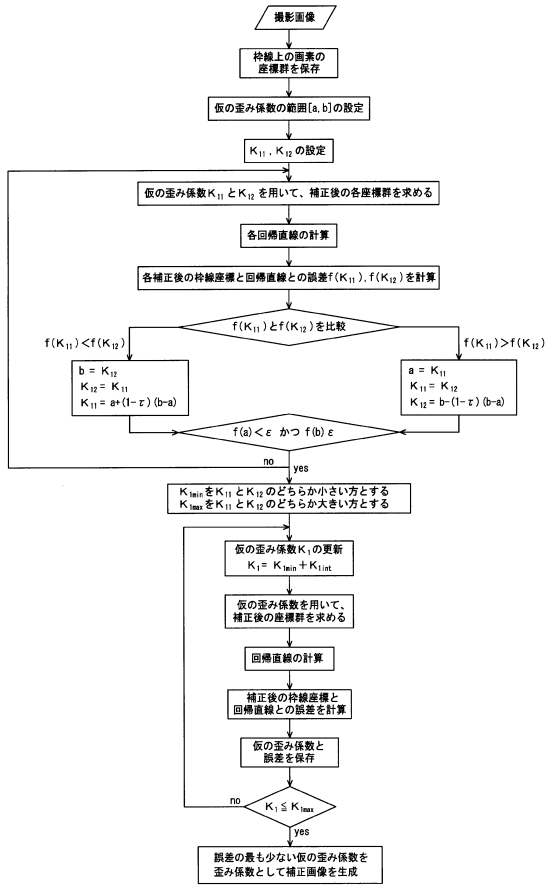 撮影画像
枠線上の画素の
座標群を保存
仮の歪み係数の範囲[a,b]の設定
K11 , K12 の設定
仮の歪み係数K11 とK12 を用いて、補正後の各座標群を求める
各回帰直線の計算
各補正後の枠線座標と回帰直線との誤差f(K11),f(K12)を計算
f(K11)とf(K12)を比較
f(K11)<f(K12)
f(K11)>f(K12)
b = K12
K12= K11
K11= a+(1-τ)(b-a)
a = K11
K11= K12
K12= b-(1-τ)(b-a)
f(a)<ε かつ f(b) ε
no
yes
K1minをK11とK12のどちらか小さい方とする
K1maxをK11とK12のどちらか大きい方とする
仮の歪み係数K1の更新
K1= K1min+K1int
仮の歪み係数を用いて、
補正後の座標群を求める
回帰直線の計算
補正後の枠線座標と
回帰直線との誤差を計算
仮の歪み係数と
誤差を保存
K1≦K1max
no
yes
誤差の最も少ない仮の歪み係数を
歪み係数として補正画像を生成